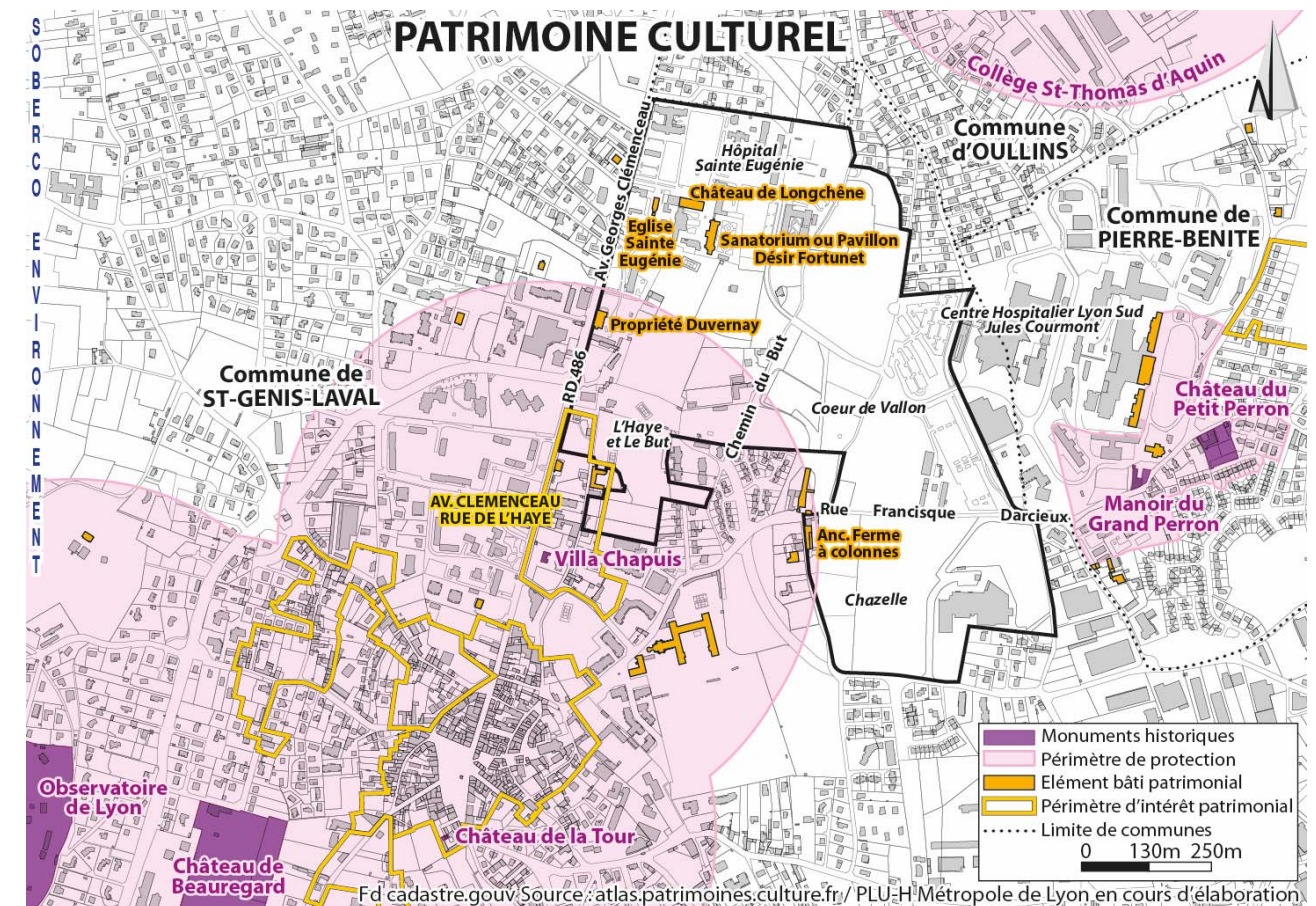 PATRIMOINE CULTUREL
SOBERCO ENVIRONNEMENT
Collège St-Thomas d'Aquin
Commune
d'OULLINS
Av. Georges Clémenceau
Hôpital
Sainte Eugénie
Château de Longchêne
Eglise
Sainte
Eugénie
Sanatorium ou Pavillon
Désir Fortunet
Commune de
PIERRE-BENITE
Centre Hospitalier Lyon Sud
Jules Courmont
Propriété Duvernay
RD 486
Chemin du But
Commune de
ST-GENIS-LAVAL
Château du
Petit Perron
Coeur de Vallon
L'Haye
et Le But
AV. CLEMENCEAU
RUE DE L'HAYE
Rue Francisque Darcieux
Manoir du
Grand Perron
Anc. Ferme
à colonnes
Villa Chapuis
Chazelle
Observatoire
de Lyon
Château de la Tour
Château de
Beauregard
Monuments historiques
Périmètre de protection
Elément bâti patrimonial
Périmètre d'intérêt patrimonial
Limite de communes
0 130m 250m
Fd cadastre.gouv Source : atlas.patrimoines.culture.fr / PLU-H Métropole de Lyon en cours d'élaboration
N